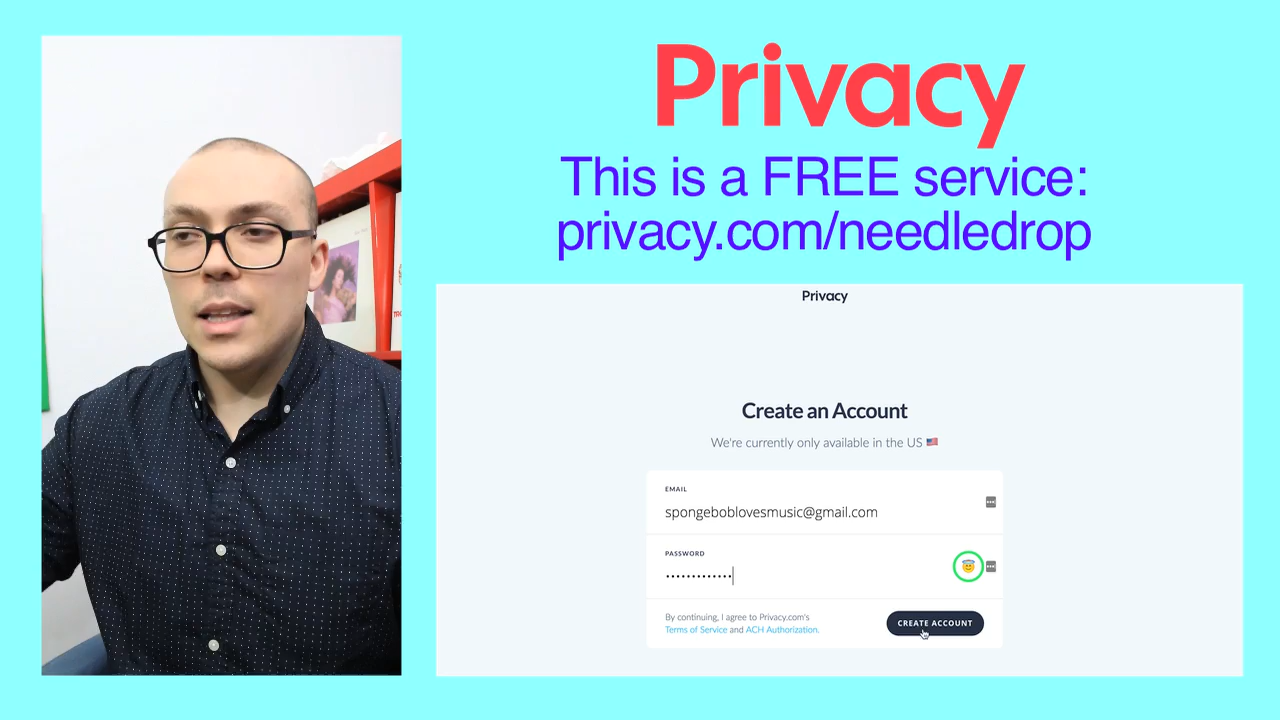 Privacy
This is a FREE service:
privacy.com/needledrop
Privacy
Create an Account
We're currently only available in the US
EMAIL
spongeboblovesmusic@gmail.com
PASSWORD
By continuing, I agree to Privacy.com's
Terms of Service and ACH Authorization.
CREATE ACCOUNT